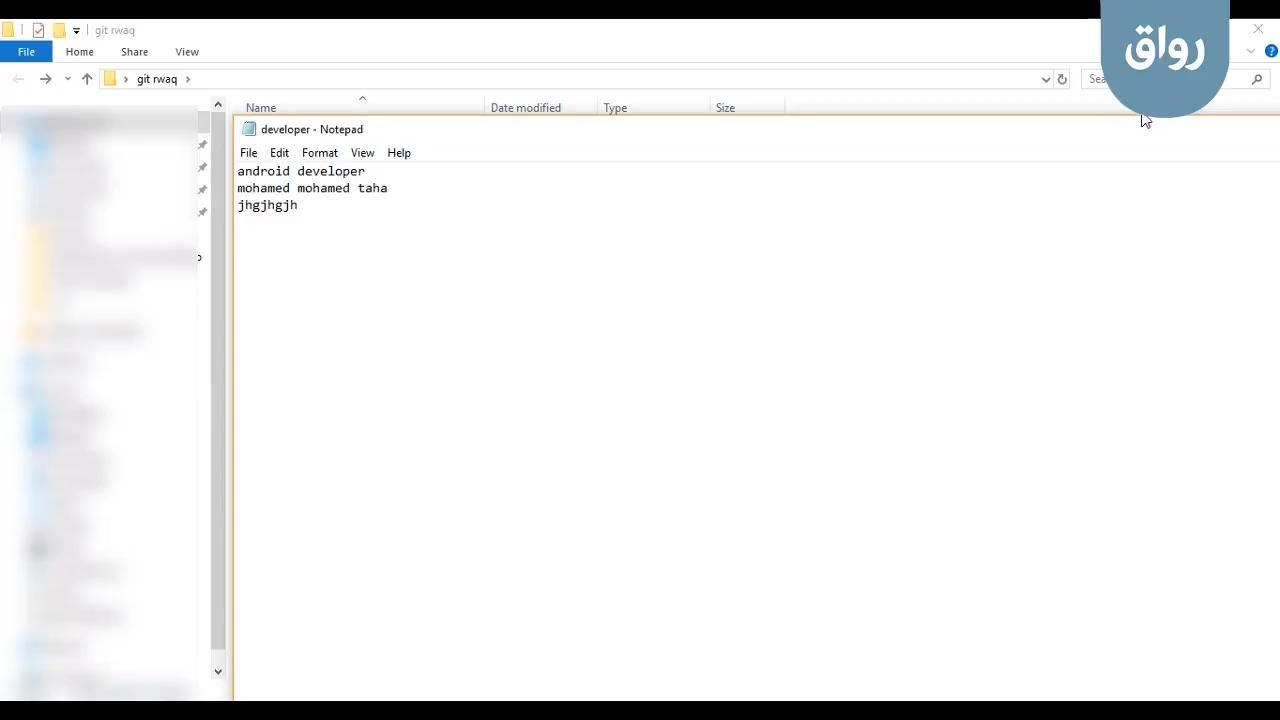 git rwaq
رواق
File Home Share View
git rwaq
Name Date modified Type Size
developer - Notepad
File Edit Format View Help
android developer
mohamed mohamed taha
jhgjhgjh